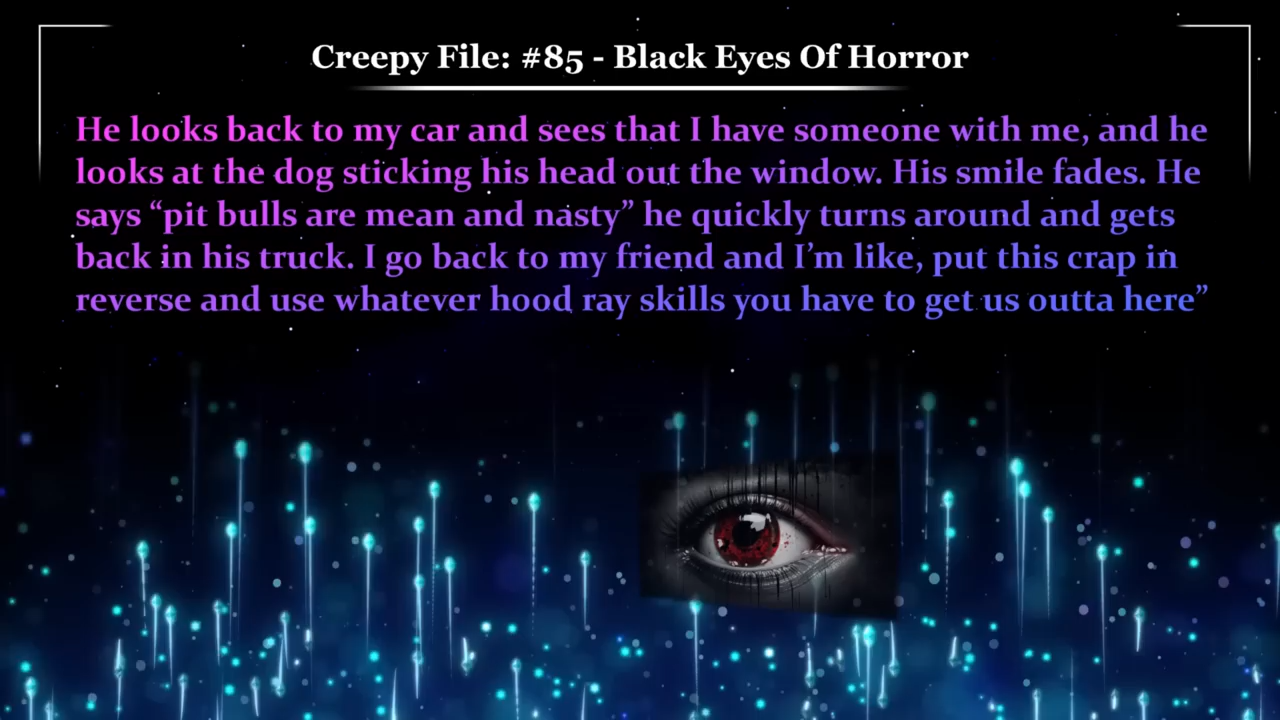 Creepy File: #85 - Black Eyes Of Horror
He looks back to my car and sees that I have someone with me, and he
looks at the dog sticking his head out the window. His smile fades. He
says “pit bulls are mean and nasty” he quickly turns around and gets
back in his truck. I go back to my friend and I’m like, put this crap in
reverse and use whatever hood ray skills you have to get us outta here”